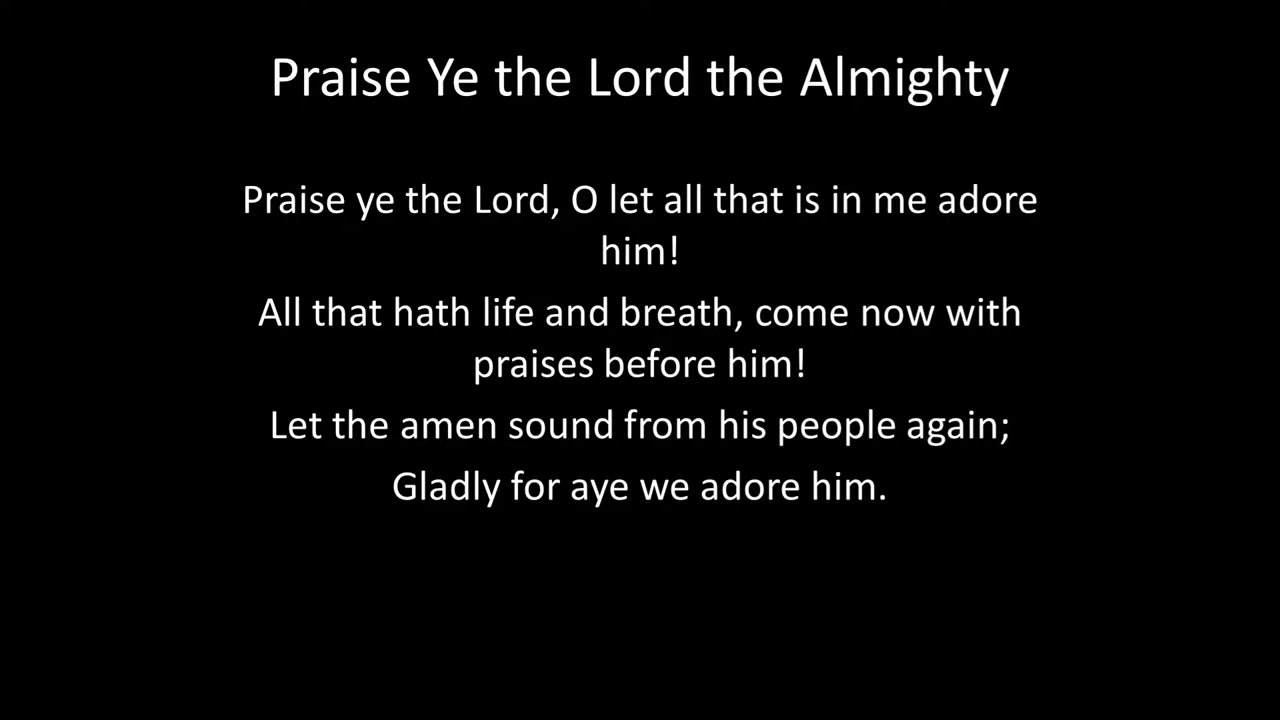 Praise Ye the Lord the Almighty
Praise ye the Lord, O let all that is in me adore
him!
All that hath life and breath, come now with
praises before him!
Let the amen sound from his people again;
Gladly for aye we adore him.